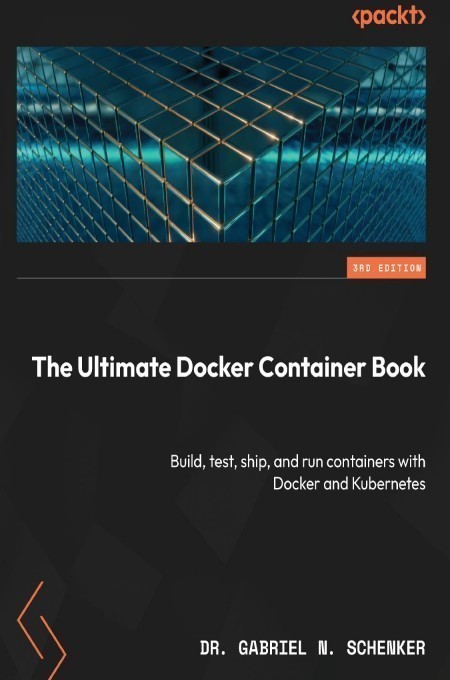 <packt>
3RD EDITION
The Ultimate Docker Container Book
Build, test, ship, and run containers with
Docker and Kubernetes
DR. GABRIEL N. SCHENKER